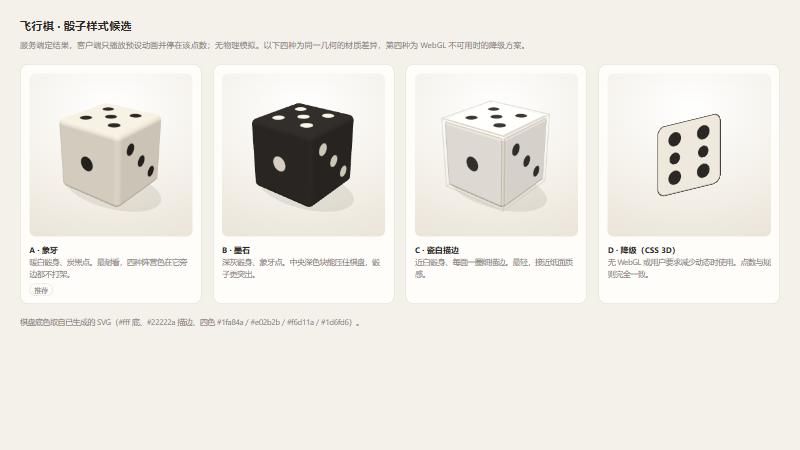 飞行棋 · 骰子样式候选
服务端定结果，客户端只播放预设动画并停在该点数；无物理模拟。以下四种为同一几何的材质差异，第四种为 WebGL 不可用时的降级方案。
A · 象牙
暖白骰身、炭黑点。最耐看，四种阵营色在它旁
边都不打架。
推荐
B · 墨石
深灰骰身、象牙点。中央深色块能压住棋盘，骰
子更突出。
C · 瓷白描边
近白骰身、每面一圈细描边。最轻，接近纸面质
感。
D · 降级（CSS 3D）
无 WebGL 或用户要求减少动态时使用。点数与规
则完全一致。
棋盘底色取自已生成的 SVG（#fff 底、#22222a 描边、四色 #1fa84a / #e02b2b / #f6d11a / #1d6fd6）。